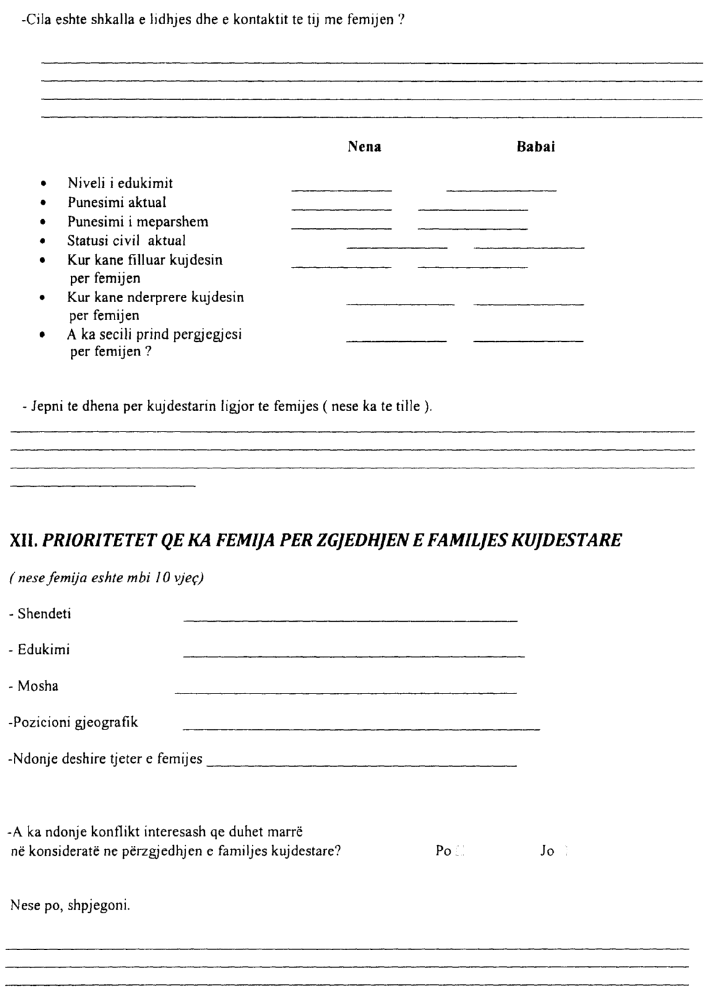 -Cila eshte shkalla e lidhjes dhe e kontaktit te tij me femijen ?
Nena Babai
• Niveli i edukimit
• Punesimi aktual
• Punesimi i meparshem
• Statusi civil aktual
• Kur kane filluar kujdesin
per femijen
• Kur kane nderprere kujdesin
per femijen
• A ka secili prind pergjegjesi
per femijen ?
- Jepni te dhena per kujdestarin ligjor te femijes ( nese ka te tille ).
XII. PRIORITETET QE KA FEMIJA PER ZGJEDHJEN E FAMILJES KUJDESTARE
( nese femija eshte mbi 10 vjeç)
- Shendeti
- Edukimi
- Mosha
-Pozicioni gjeografik
-Ndonje deshire tjeter e femijes
-A ka ndonje konflikt interesash qe duhet marrë
në konsideratë ne përzgjedhjen e familjes kujdestare? Po Jo
Nese po, shpjegoni.